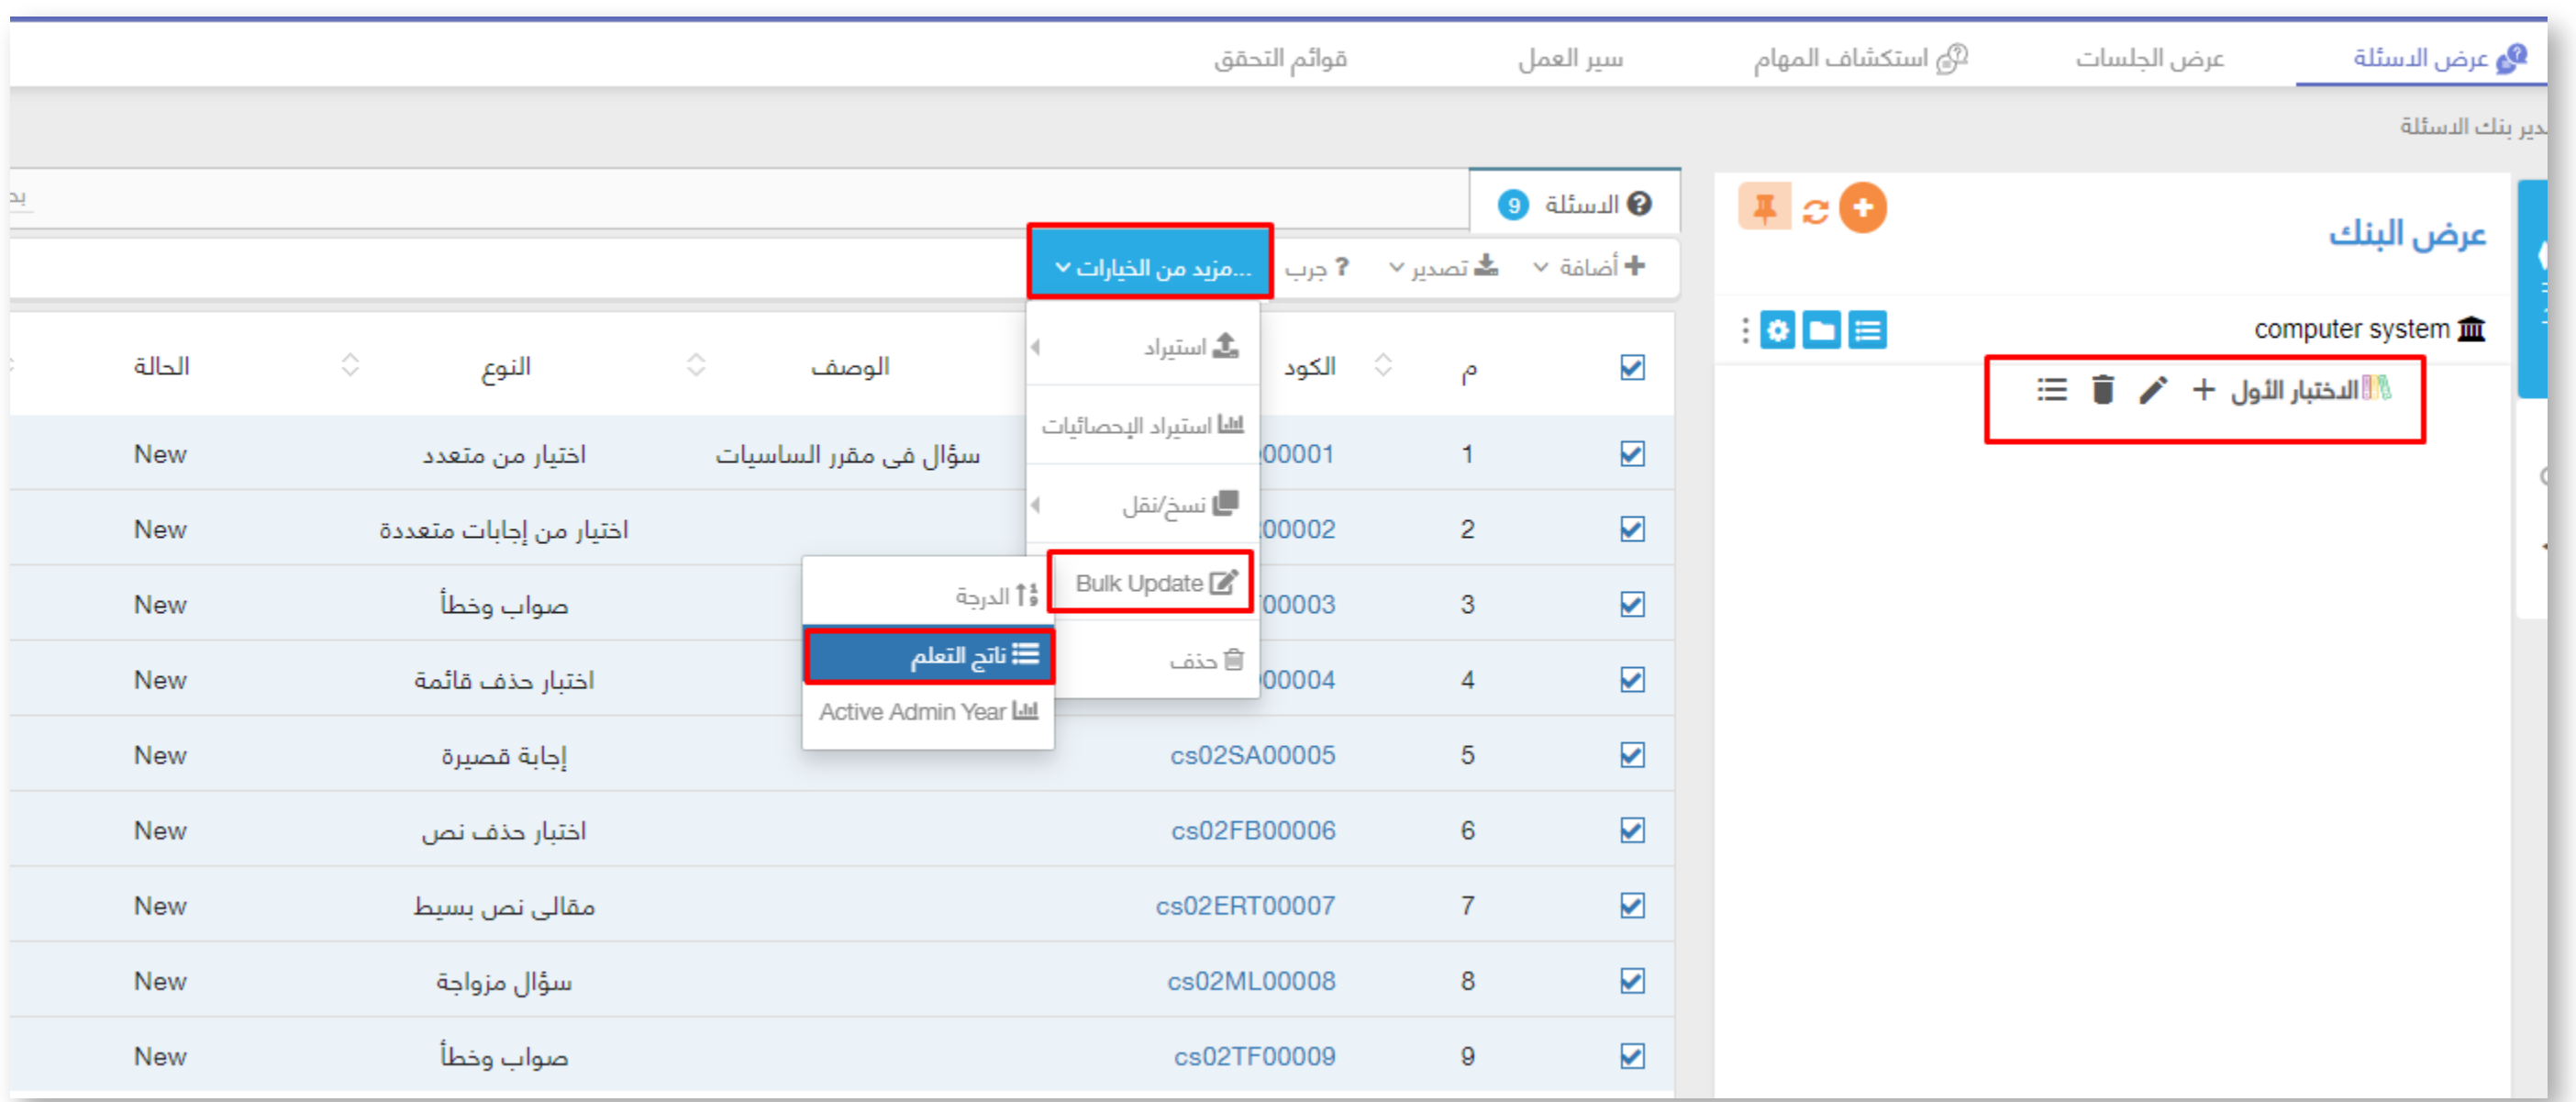 عرض الاسئلة
عرض الجلسات
استكشاف المهام
سير العمل
قوائم التحقق
بنك الاسئلة
عرض البنك
computer system
الاختبار الأول
الاسئلة 9
أضافة
تصدير
? جرب
مزيد من الخيارات...
استيراد
استيراد الإحصائيات
نسخ/نقل
Bulk Update
حذف
الدرجة
ناتج التعلم
Active Admin Year
م الكود الوصف النوع الحالة
1 00001 سؤال فى مقرر الساسيات اختيار من متعدد New
2 00002 اختيار من إجابات متعددة New
3 00003 صواب وخطأ New
4 00004 اختبار حذف قائمة New
5 cs02SA00005 إجابة قصيرة New
6 cs02FB00006 اختبار حذف نص New
7 cs02ERT00007 مقالى نص بسيط New
8 cs02ML00008 سؤال مزواجة New
9 cs02TF00009 صواب وخطأ New